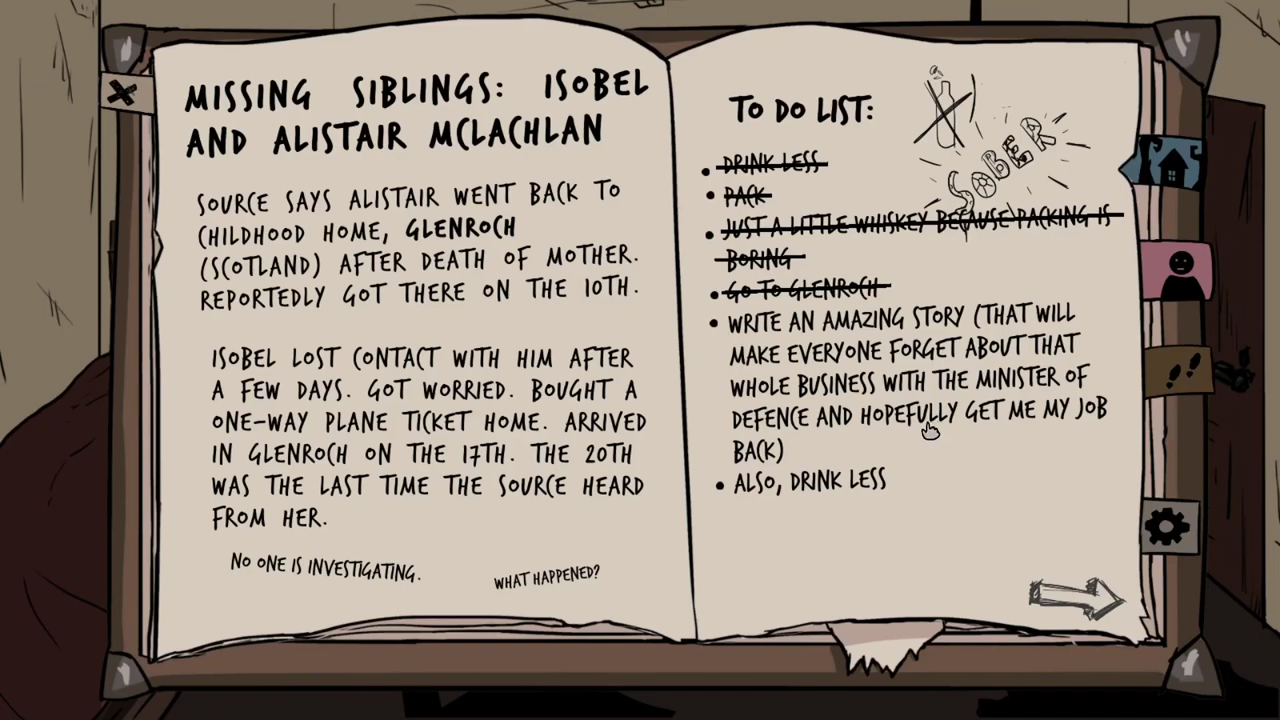 MISSING SIBLINGS: ISOBEL
AND ALISTAIR MCLACHLAN
SOURCE SAYS ALISTAIR WENT BACK TO
CHILDHOOD HOME, GLENROCH
(SCOTLAND) AFTER DEATH OF MOTHER.
REPORTEDLY GOT THERE ON THE 10TH.
ISOBEL LOST CONTACT WITH HIM AFTER
A FEW DAYS. GOT WORRIED. BOUGHT A
ONE-WAY PLANE TICKET HOME. ARRIVED
IN GLENROCH ON THE 17TH. THE 20TH
WAS THE LAST TIME THE SOURCE HEARD
FROM HER.
NO ONE IS INVESTIGATING.
WHAT HAPPENED?
TO DO LIST:
SOBER
• DRINK LESS
• PACK
• JUST A LITTLE WHISKEY BECAUSE PACKING IS
BORING
• GO TO GLENROCH
• WRITE AN AMAZING STORY (THAT WILL
MAKE EVERYONE FORGET ABOUT THAT
WHOLE BUSINESS WITH THE MINISTER OF
DEFENCE AND HOPEFULLY GET ME MY JOB
BACK)
• ALSO, DRINK LESS